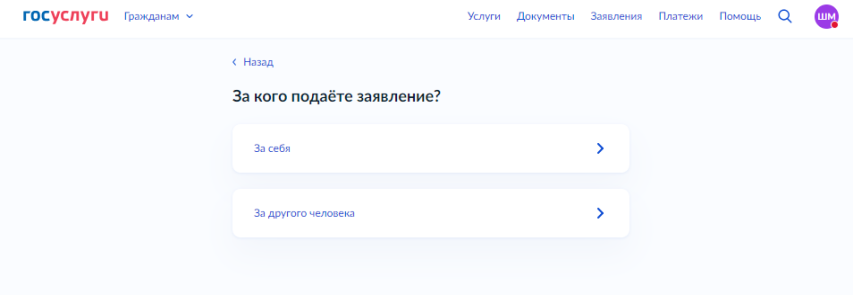 госуслуги Гражданам Услуги Документы Заявления Платежи Помощь ШМ
Назад
За кого подаёте заявление?
За себя
За другого человека